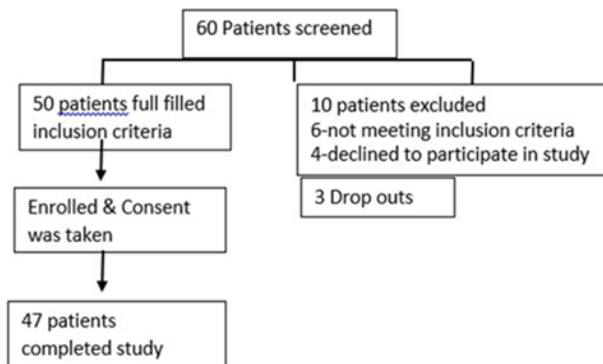 60 Patients screened
50 patients full filled
inclusion criteria
10 patients excluded
6-not meeting inclusion criteria
4-declined to participate in study
3 Drop outs
Enrolled & Consent
was taken
47 patients
completed study